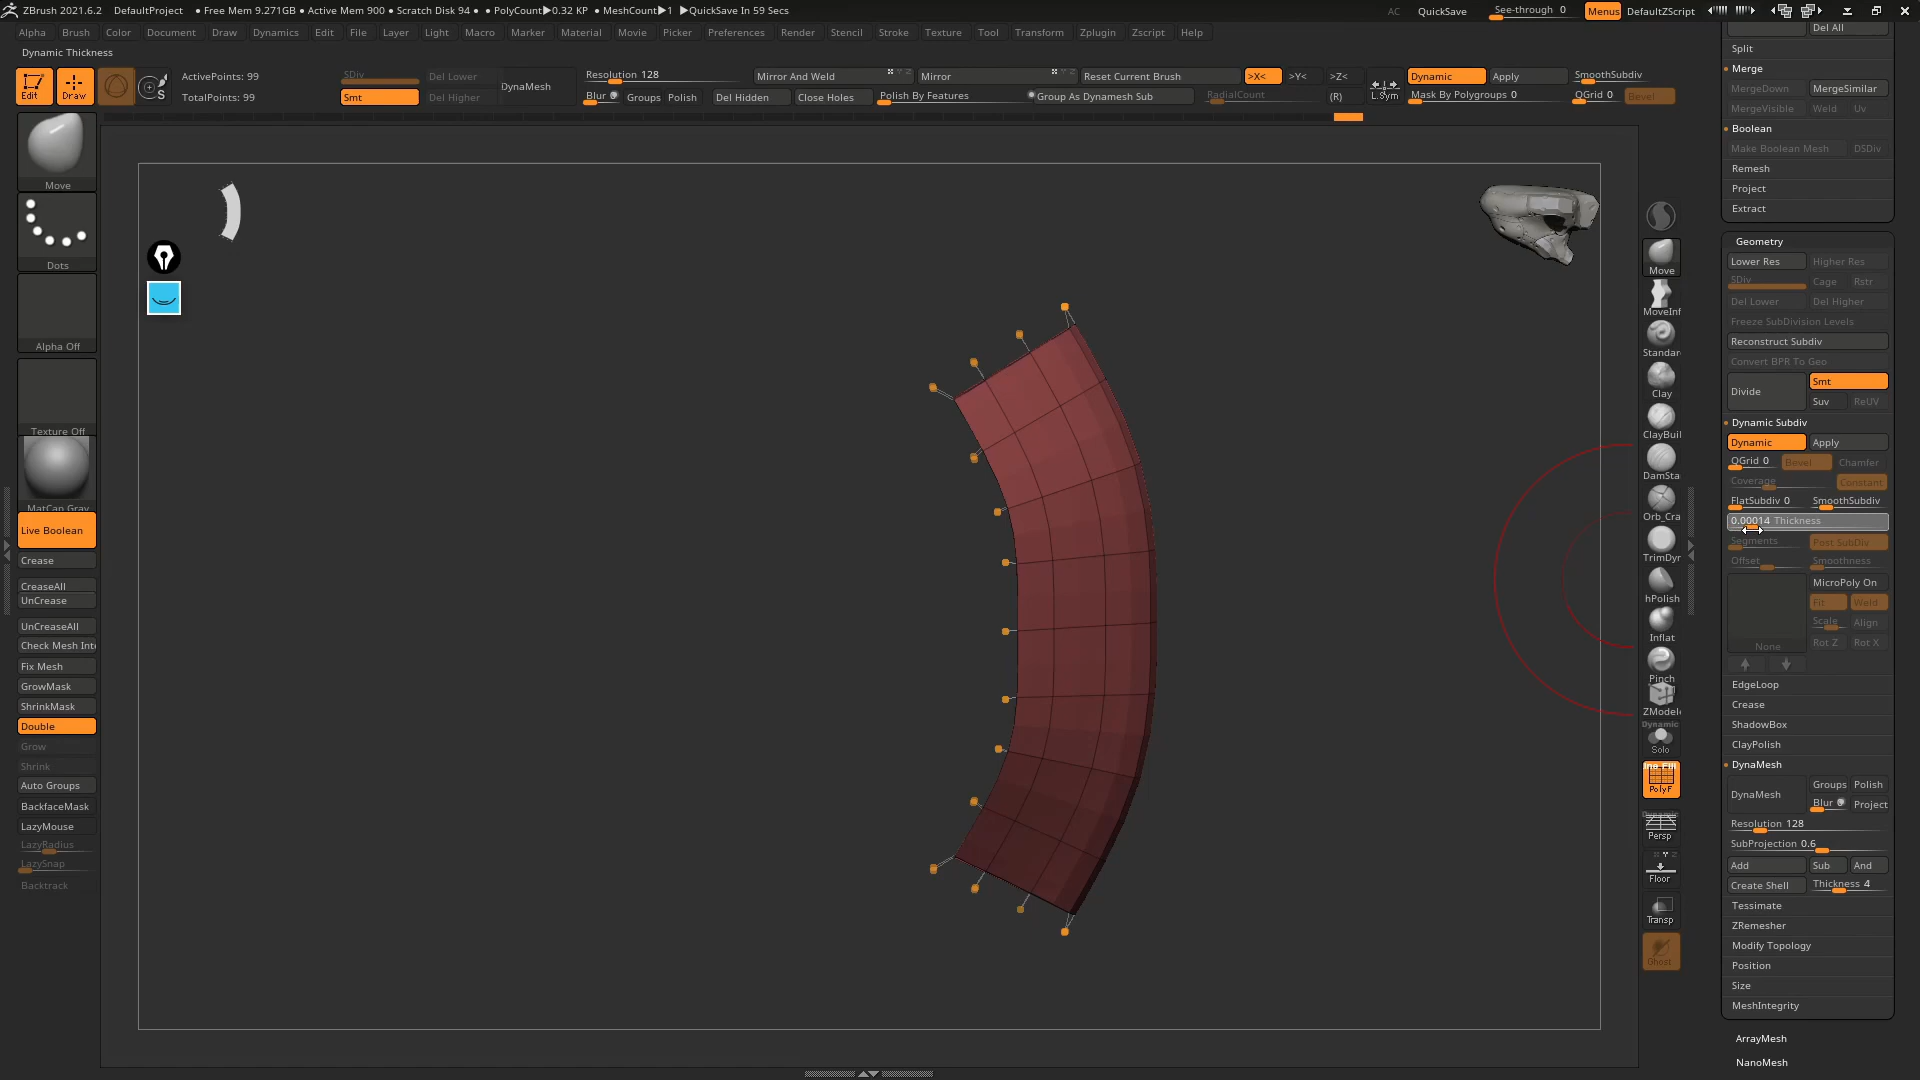 ZBrush 2021.6.2 DefaultProject • Free Mem 9.271GB • Active Mem 900 • Scratch Disk 94 • • PolyCount▶0.32 KP • MeshCount▶1 ▶QuickSave In 59 Secs AC QuickSave See-through 0 Menus DefaultZScript
Alpha Brush Color Document Draw Dynamics Edit File Layer Light Macro Marker Material Movie Picker Preferences Render Stencil Stroke Texture Tool Transform Zplugin Zscript Help
Dynamic Thickness
Edit Draw S
ActivePoints: 99
TotalPoints: 99
SDiv Del Lower
Smt Del Higher
DynaMesh
Resolution 128
Blur Groups Polish
Mirror And Weld Mirror Reset Current Brush >X< >Y< >Z<
Del Hidden Close Holes Polish By Features Group As Dynamesh Sub RadialCount (R) L.Sym
Dynamic Apply SmoothSubdiv
Mask By Polygroups 0 QGrid 0 Bevel
Move
Dots
Alpha Off
Texture Off
MatCap Gray
Live Boolean
Crease
CreaseAll
UnCrease
UnCreaseAll
Check Mesh Int
Fix Mesh
GrowMask
ShrinkMask
Double
Grow
Shrink
Auto Groups
BackfaceMask
LazyMouse
LazyRadius
LazySnap
Backtrack
Move
MoveInf
Standar
Clay
ClayBuil
DamSta
Orb_Cra
TrimDyn
hPolish
Inflat
Pinch
ZModel
Dynamic
Solo
Line Fill
PolyF
Dynamic
Persp
Floor
Transp
Ghost
Del All
Split
Merge
MergeDown MergeSimilar
MergeVisible Weld Uv
Boolean
Make Boolean Mesh DSDiv
Remesh
Project
Extract
Geometry
Lower Res Higher Res
SDiv Cage Rstr
Del Lower Del Higher
Freeze SubDivision Levels
Reconstruct Subdiv
Convert BPR To Geo
Divide Smt
Suv ReUV
Dynamic Subdiv
Dynamic Apply
QGrid 0 Bevel Chamfer
Coverage Constant
FlatSubdiv 0 SmoothSubdiv
0.00014 Thickness
Segments Post SubDiv
Offset Smoothness
MicroPoly On
Fit Weld
Scale Align
None Rot Z Rot X
EdgeLoop
Crease
ShadowBox
ClayPolish
DynaMesh
DynaMesh Groups Polish
Blur Project
Resolution 128
SubProjection 0.6
Add Sub And
Create Shell Thickness 4
Tessimate
ZRemesher
Modify Topology
Position
Size
MeshIntegrity
ArrayMesh
NanoMesh